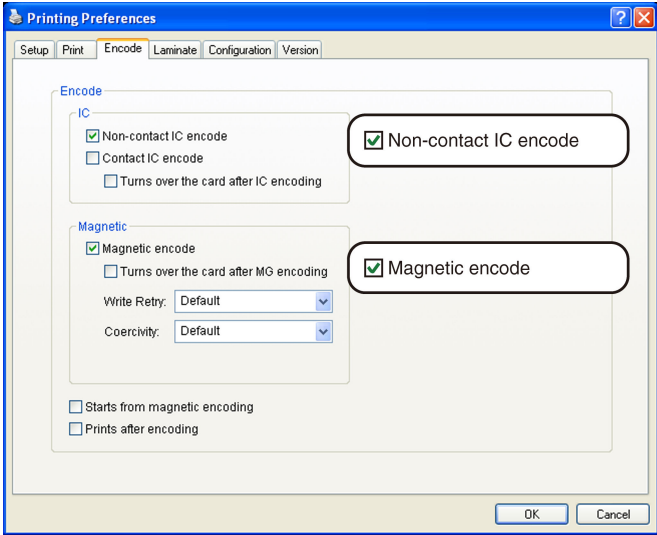 Printing Preferences
Setup Print Encode Laminate Configuration Version
Encode
IC
Non-contact IC encode
Contact IC encode
Turns over the card after IC encoding
Non-contact IC encode
Magnetic
Magnetic encode
Turns over the card after MG encoding
Magnetic encode
Write Retry: Default
Coercivity: Default
Starts from magnetic encoding
Prints after encoding
OK Cancel